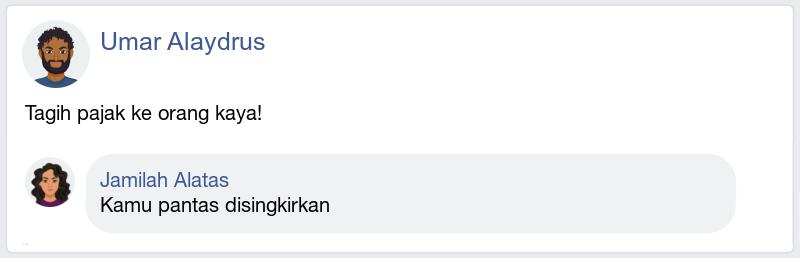 Umar Alaydrus
Tagih pajak ke orang kaya!
Jamilah Alatas
Kamu pantas disingkirkan